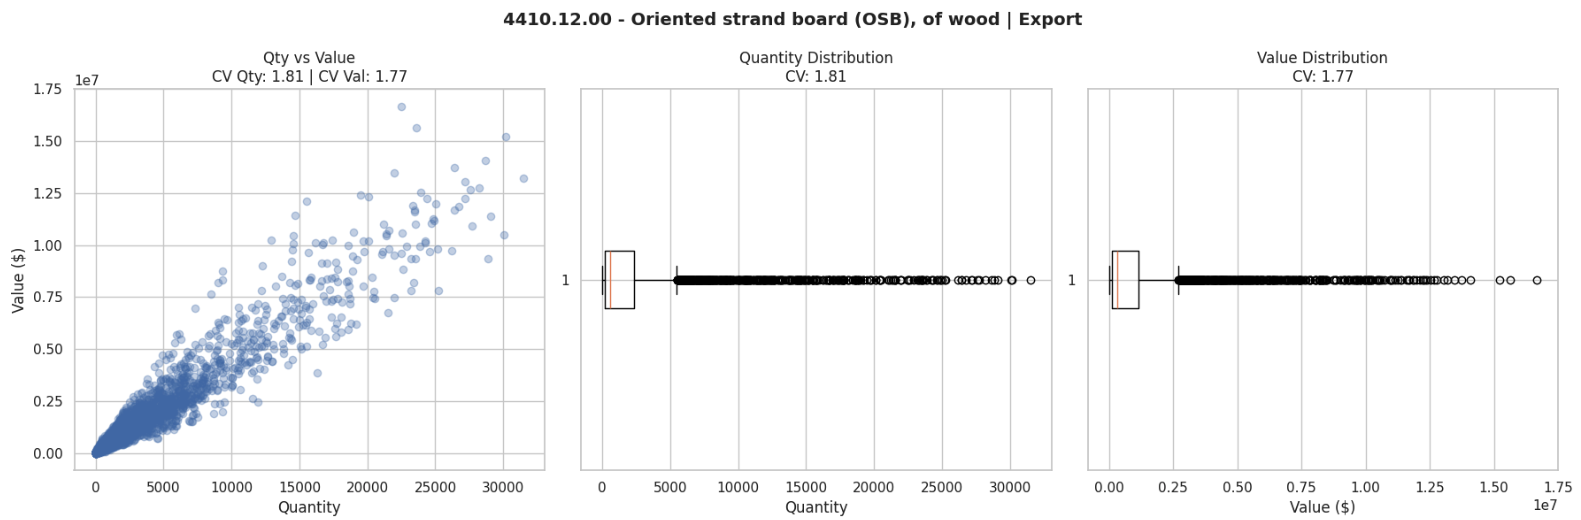 4410.12.00 - Oriented strand board (OSB), of wood | Export
Qty vs Value
CV Qty: 1.81 | CV Val: 1.77
1e7
1.75
1.50
1.25
1.00
0.75
0.50
0.25
0.00
Value ($)
0 5000 10000 15000 20000 25000 30000
Quantity
Quantity Distribution
CV: 1.81
1
0 5000 10000 15000 20000 25000 30000
Quantity
Value Distribution
CV: 1.77
1
0.00 0.25 0.50 0.75 1.00 1.25 1.50 1.75
1e7
Value ($)